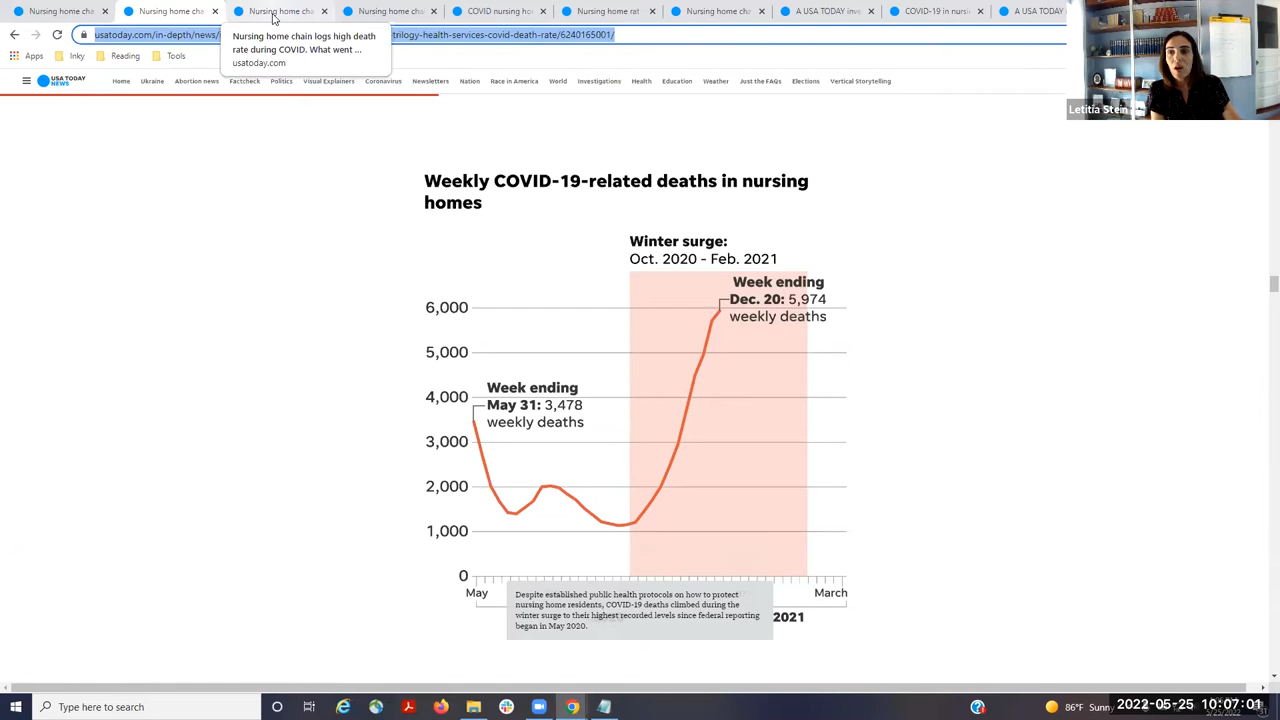 Nursing home cha
Nursing home cha
Nursing home cha
Nursing home cha
COVID nursing ho
Nursing home rat
Nursing home cha
A USA TODAY inve
COVID-19 in nurs
A USA TODAY
usatoday.com/in-depth/news/i
trilogy-health-services-covid-death-rate/6240165001/
Nursing home chain logs high death
rate during COVID. What went ...
usatoday.com
Apps
Inky
Reading
Tools
USA TODAY
NEWS
Home
Ukraine
Abortion news
Factcheck
Politics
Visual Explainers
Coronavirus
Newsletters
Nation
Race in America
World
Investigations
Health
Education
Weather
Just the FAQs
Elections
Vertical Storytelling
Letitia Stein
Weekly COVID-19-related deaths in nursing
homes
Winter surge:
Oct. 2020 - Feb. 2021
Week ending
Dec. 20: 5,974
weekly deaths
Week ending
May 31: 3,478
weekly deaths
6,000
5,000
4,000
3,000
2,000
1,000
0
May
March
2021
Despite established public health protocols on how to protect
nursing home residents, COVID-19 deaths climbed during the
winter surge to their highest recorded levels since federal reporting
began in May 2020.
Type here to search
86°F Sunny
2022-05-25 10:07:01